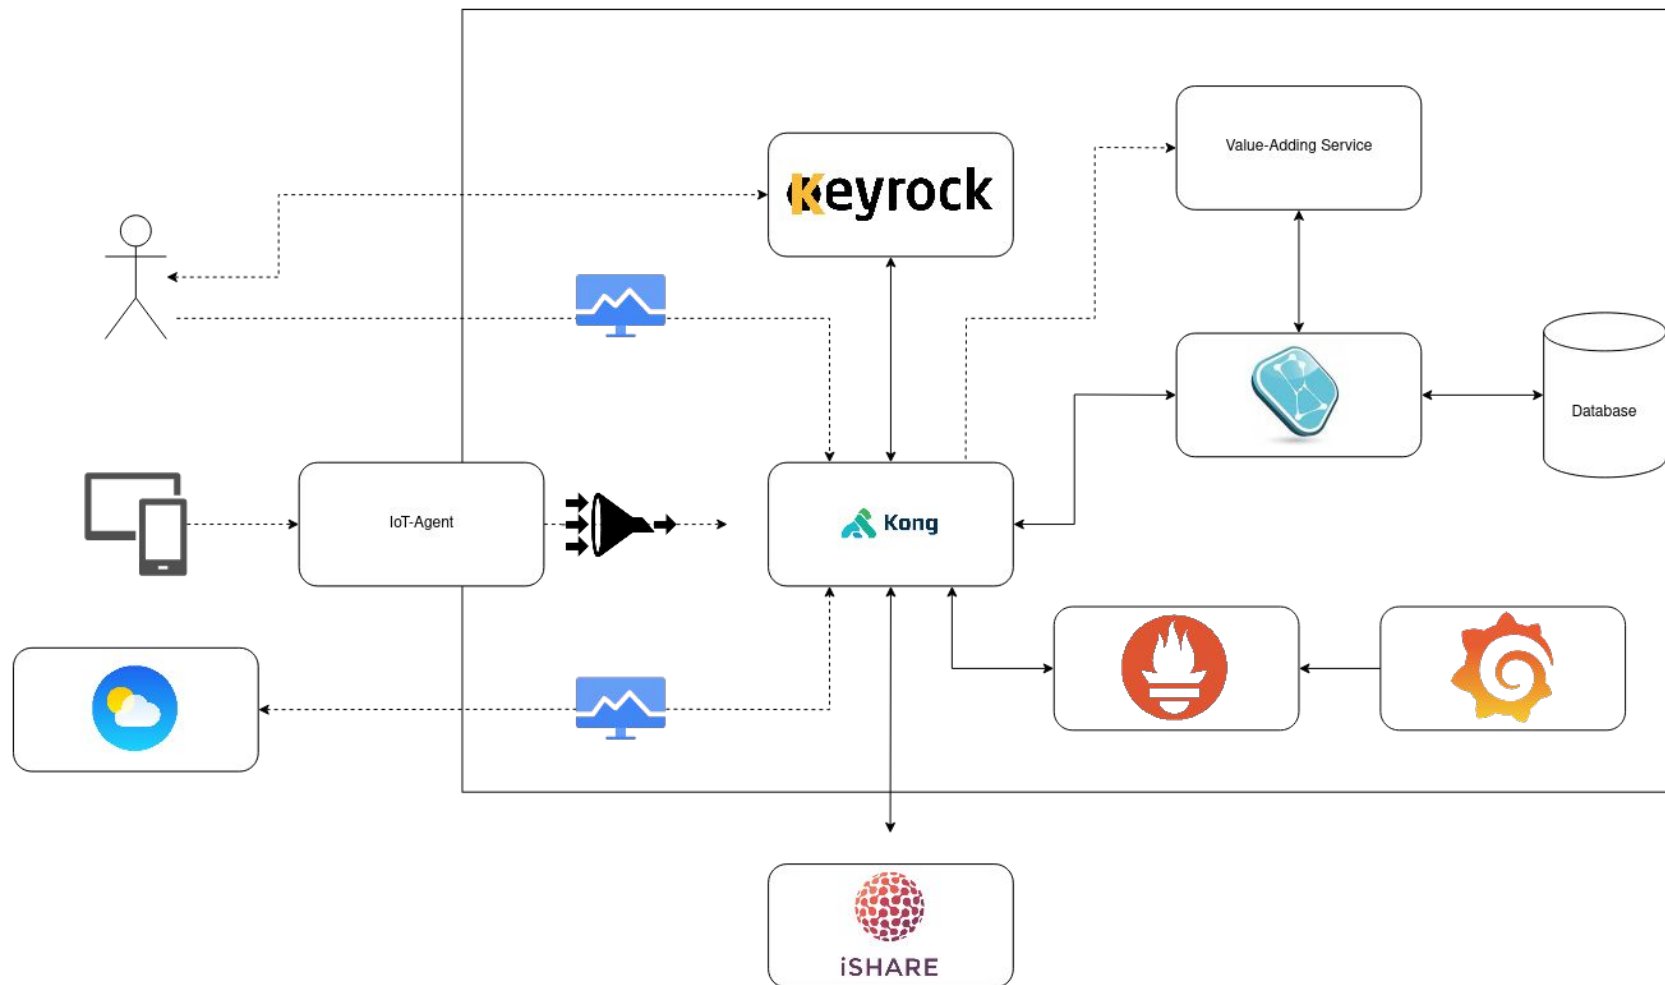 Keyrock
Value-Adding Service
Database
IoT-Agent
Kong
iSHARE